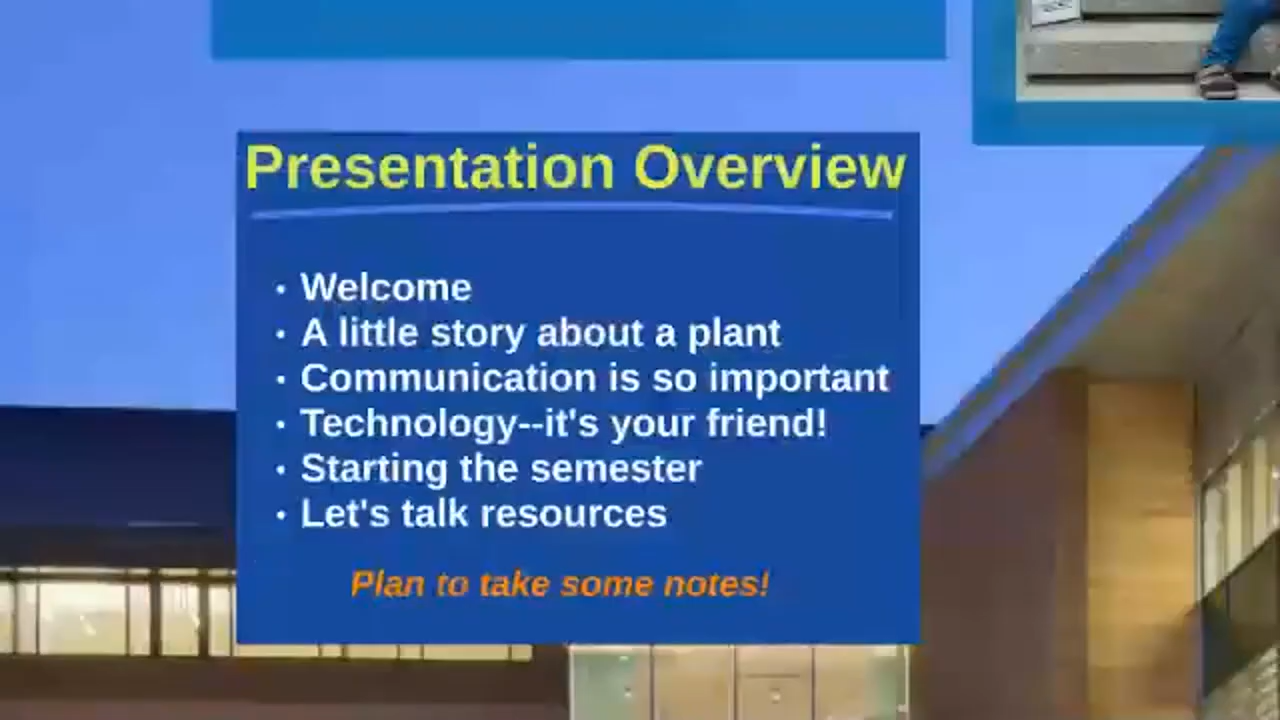 Presentation Overview
• Welcome
• A little story about a plant
• Communication is so important
• Technology--it's your friend!
• Starting the semester
• Let's talk resources
Plan to take some notes!